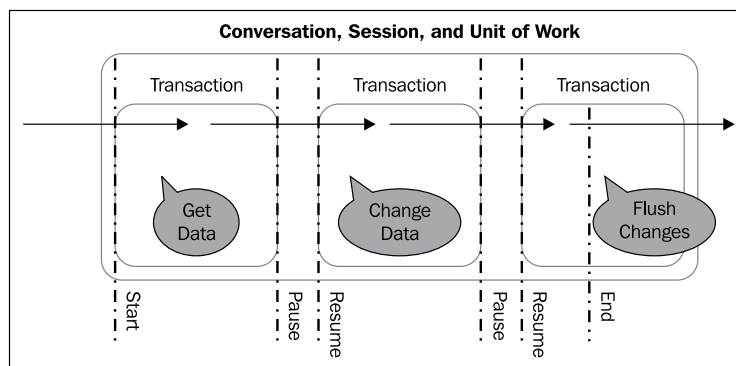 Conversation, Session, and Unit of Work
Transaction
Transaction
Transaction
Get
Data
Change
Data
Flush
Changes
Start
Pause
Resume
Pause
Resume
End